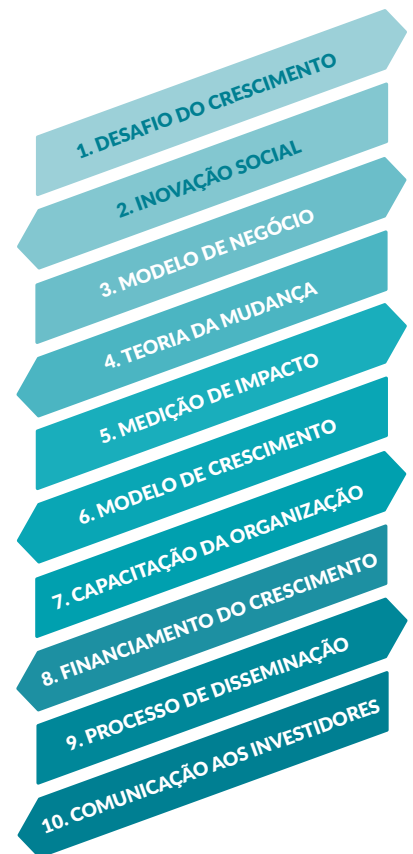 1. DESAFIO DO CRESCIMENTO
2. INOVAÇÃO SOCIAL
3. MODELO DE NEGÓCIO
4. TEORIA DA MUDANÇA
5. MEDIÇÃO DE IMPACTO
6. MODELO DE CRESCIMENTO
7. CAPACITAÇÃO DA ORGANIZAÇÃO
8. FINANCIAMENTO DO CRESCIMENTO
9. PROCESSO DE DISSEMINAÇÃO
10. COMUNICAÇÃO AOS INVESTIDORES